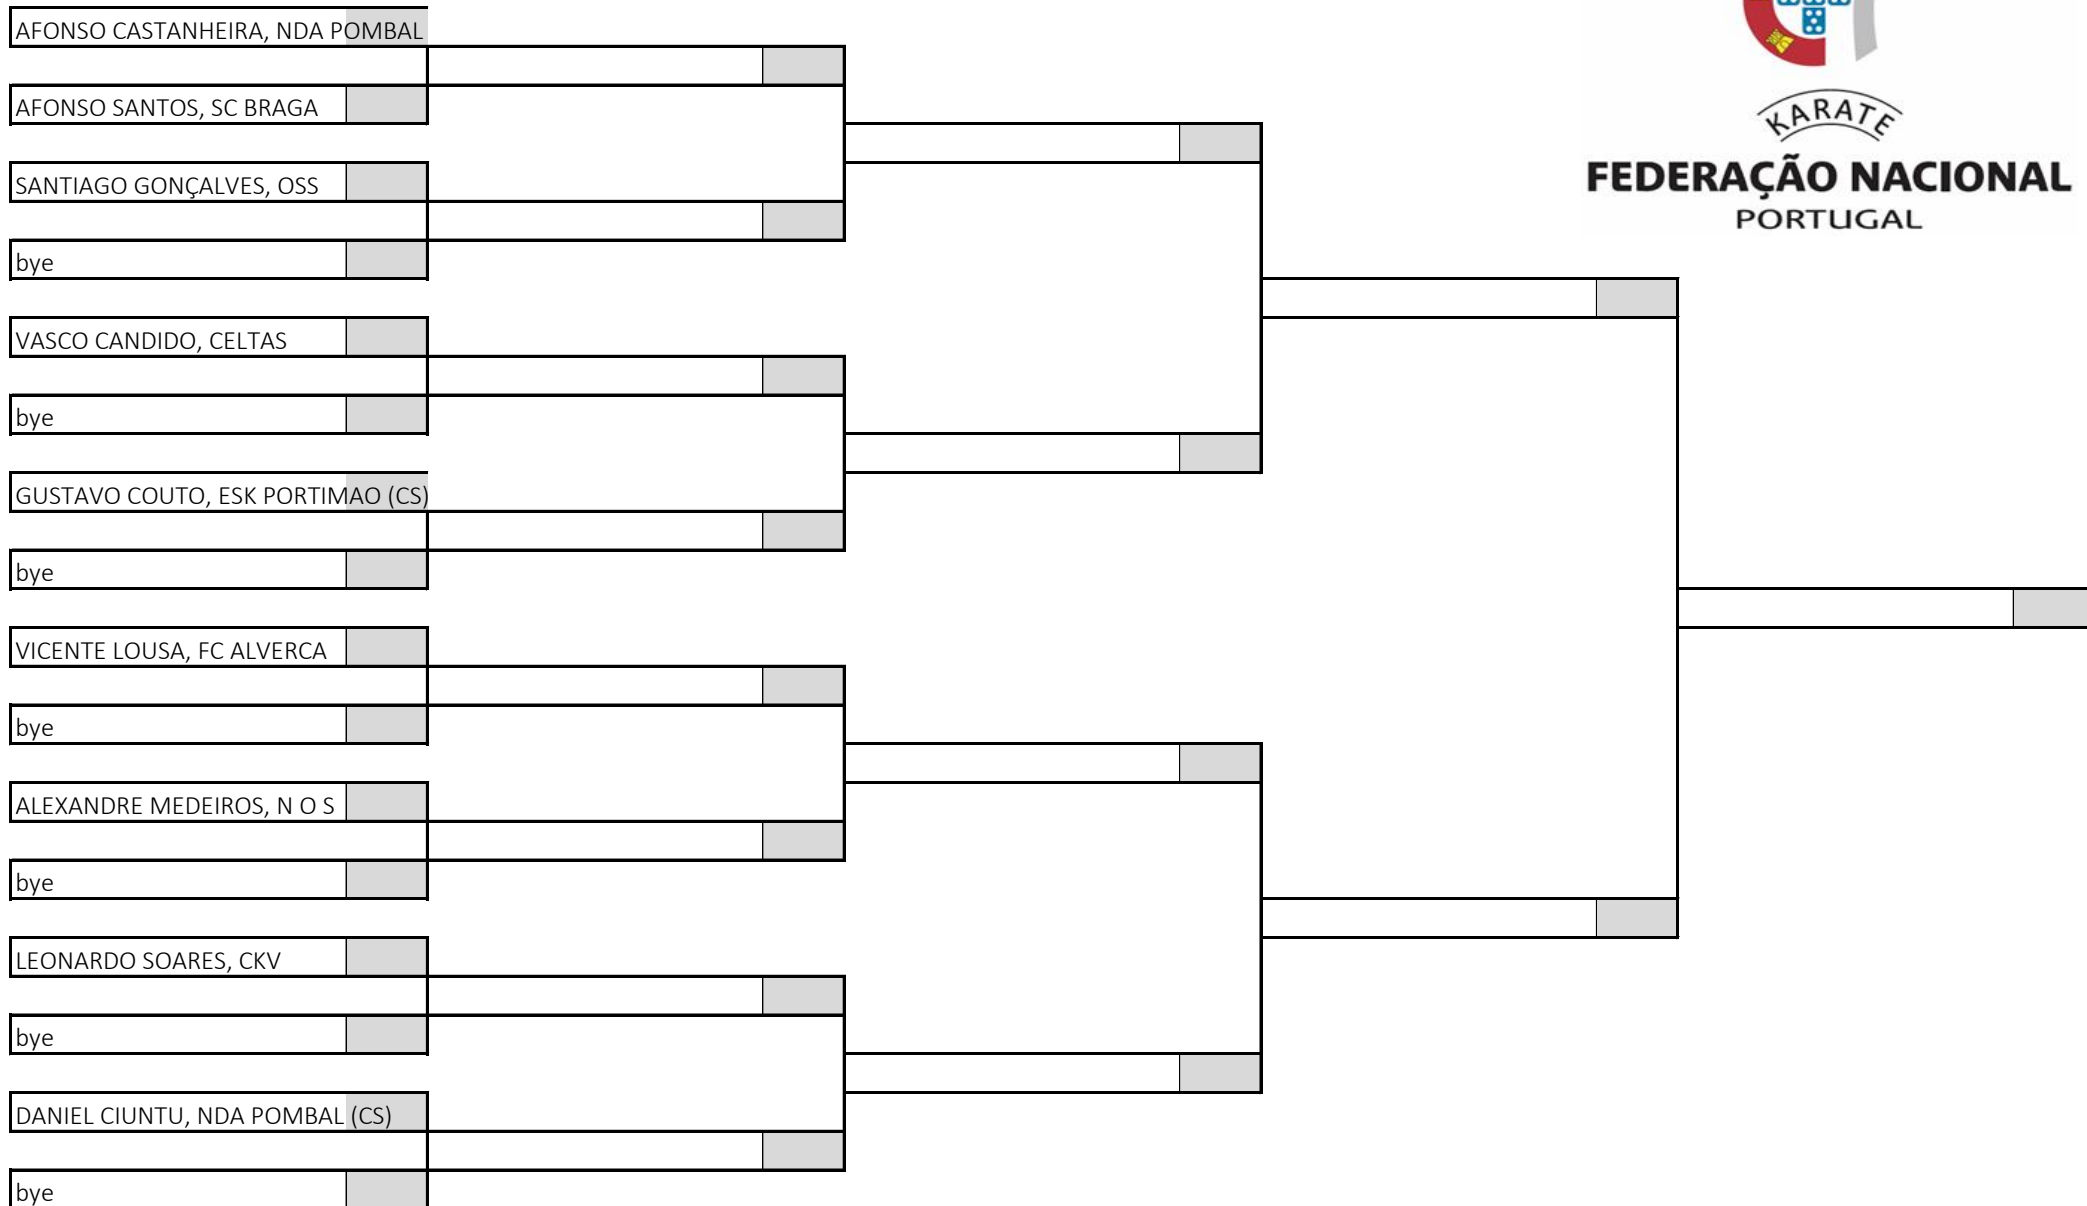 AFONSO CASTANHEIRA, NDA POMBAL
AFONSO SANTOS, SC BRAGA
KARATE
FEDERAÇÃO NACIONAL
PORTUGAL
SANTIAGO GONÇALVES, OSS
bye
VASCO CANDIDO, CELTAS
bye
GUSTAVO COUTO, ESK PORTIMAO (CS)
bye
VICENTE LOUSA, FC ALVERCA
bye
ALEXANDRE MEDEIROS, N O S
bye
LEONARDO SOARES, CKV
bye
DANIEL CIUNTU, NDA POMBAL (CS)
bye